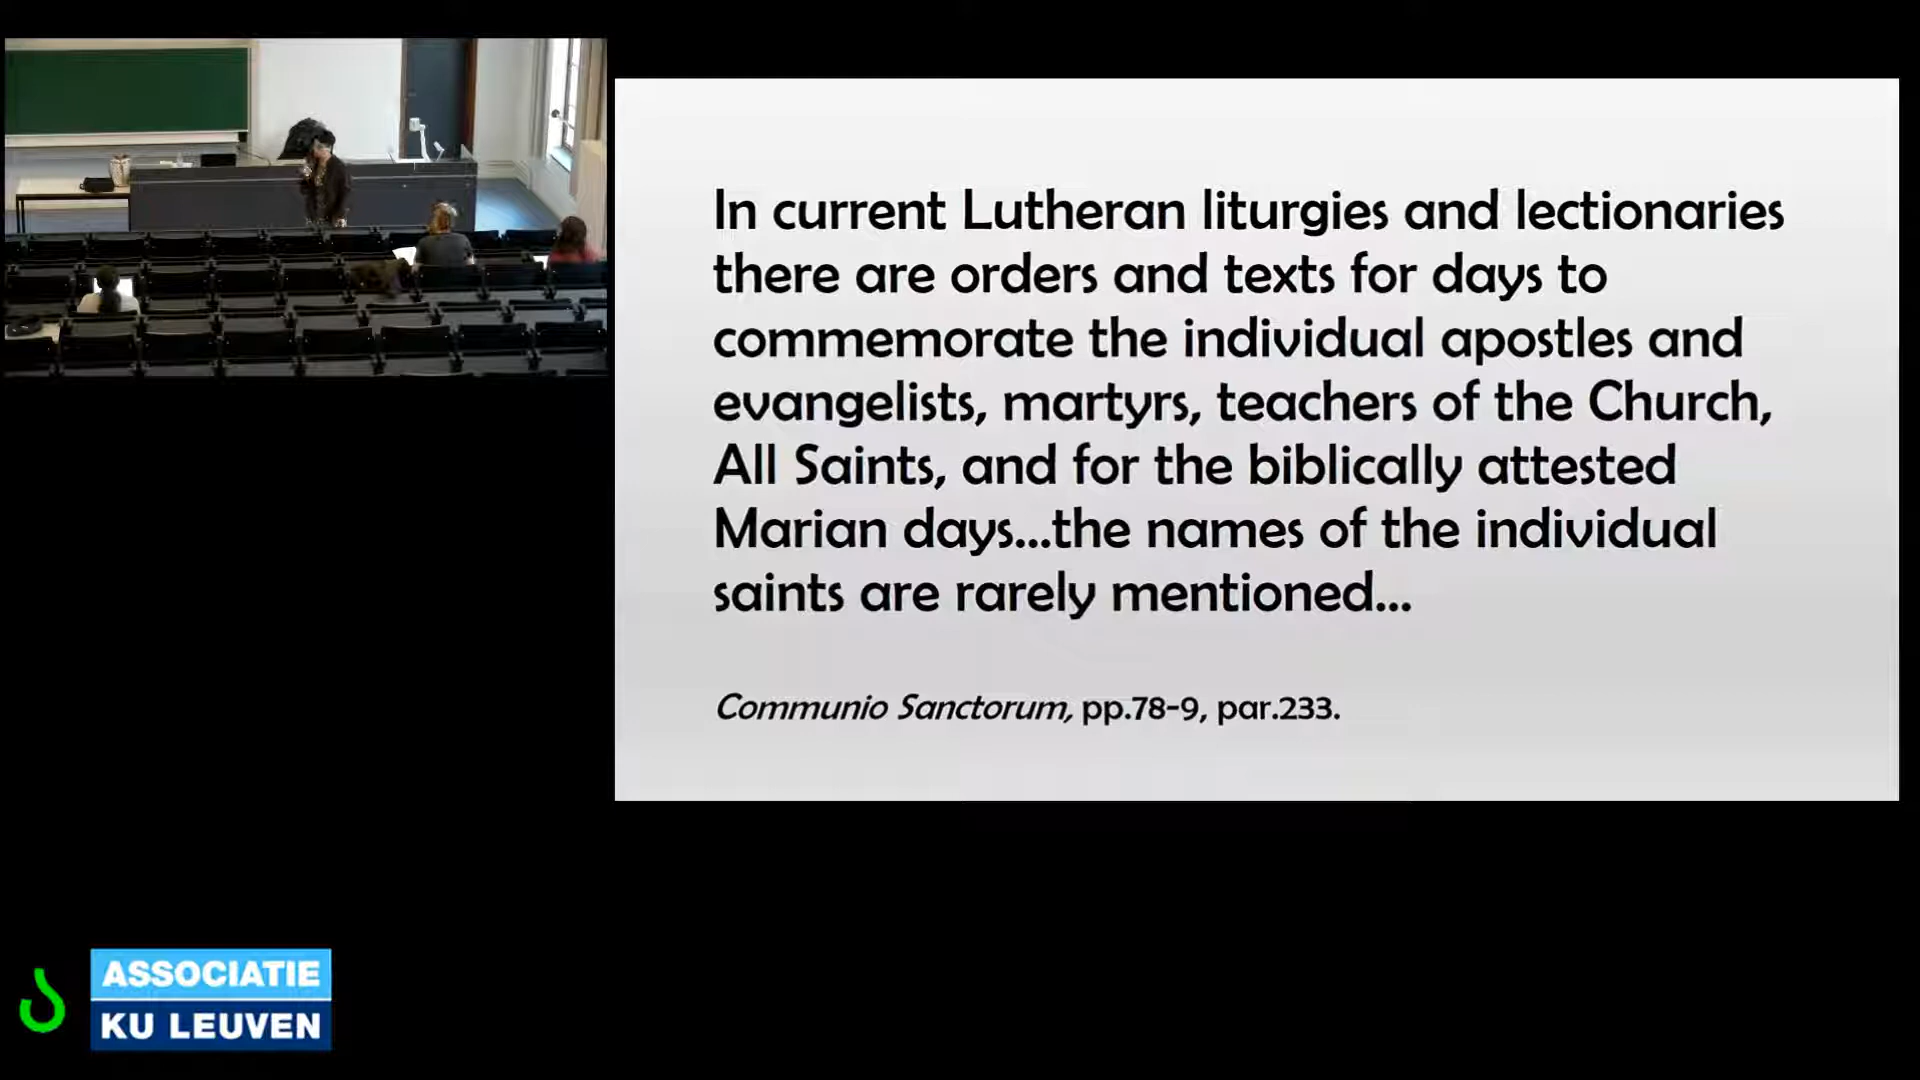 In current Lutheran liturgies and lectionaries
there are orders and texts for days to
commemorate the individual apostles and
evangelists, martyrs, teachers of the Church,
All Saints, and for the biblically attested
Marian days...the names of the individual
saints are rarely mentioned...
Communio Sanctorum, pp.78-9, par.233.
ASSOCIATIE
KU LEUVEN